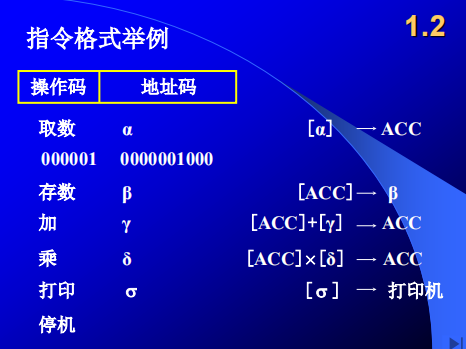 1.2
指令格式举例
操作码 地址码
取数 α [α] → ACC
000001 0000001000
存数 β [ACC] → β
加 γ [ACC]+[γ] → ACC
乘 δ [ACC]×[δ] → ACC
打印 σ [σ] → 打印机
停机